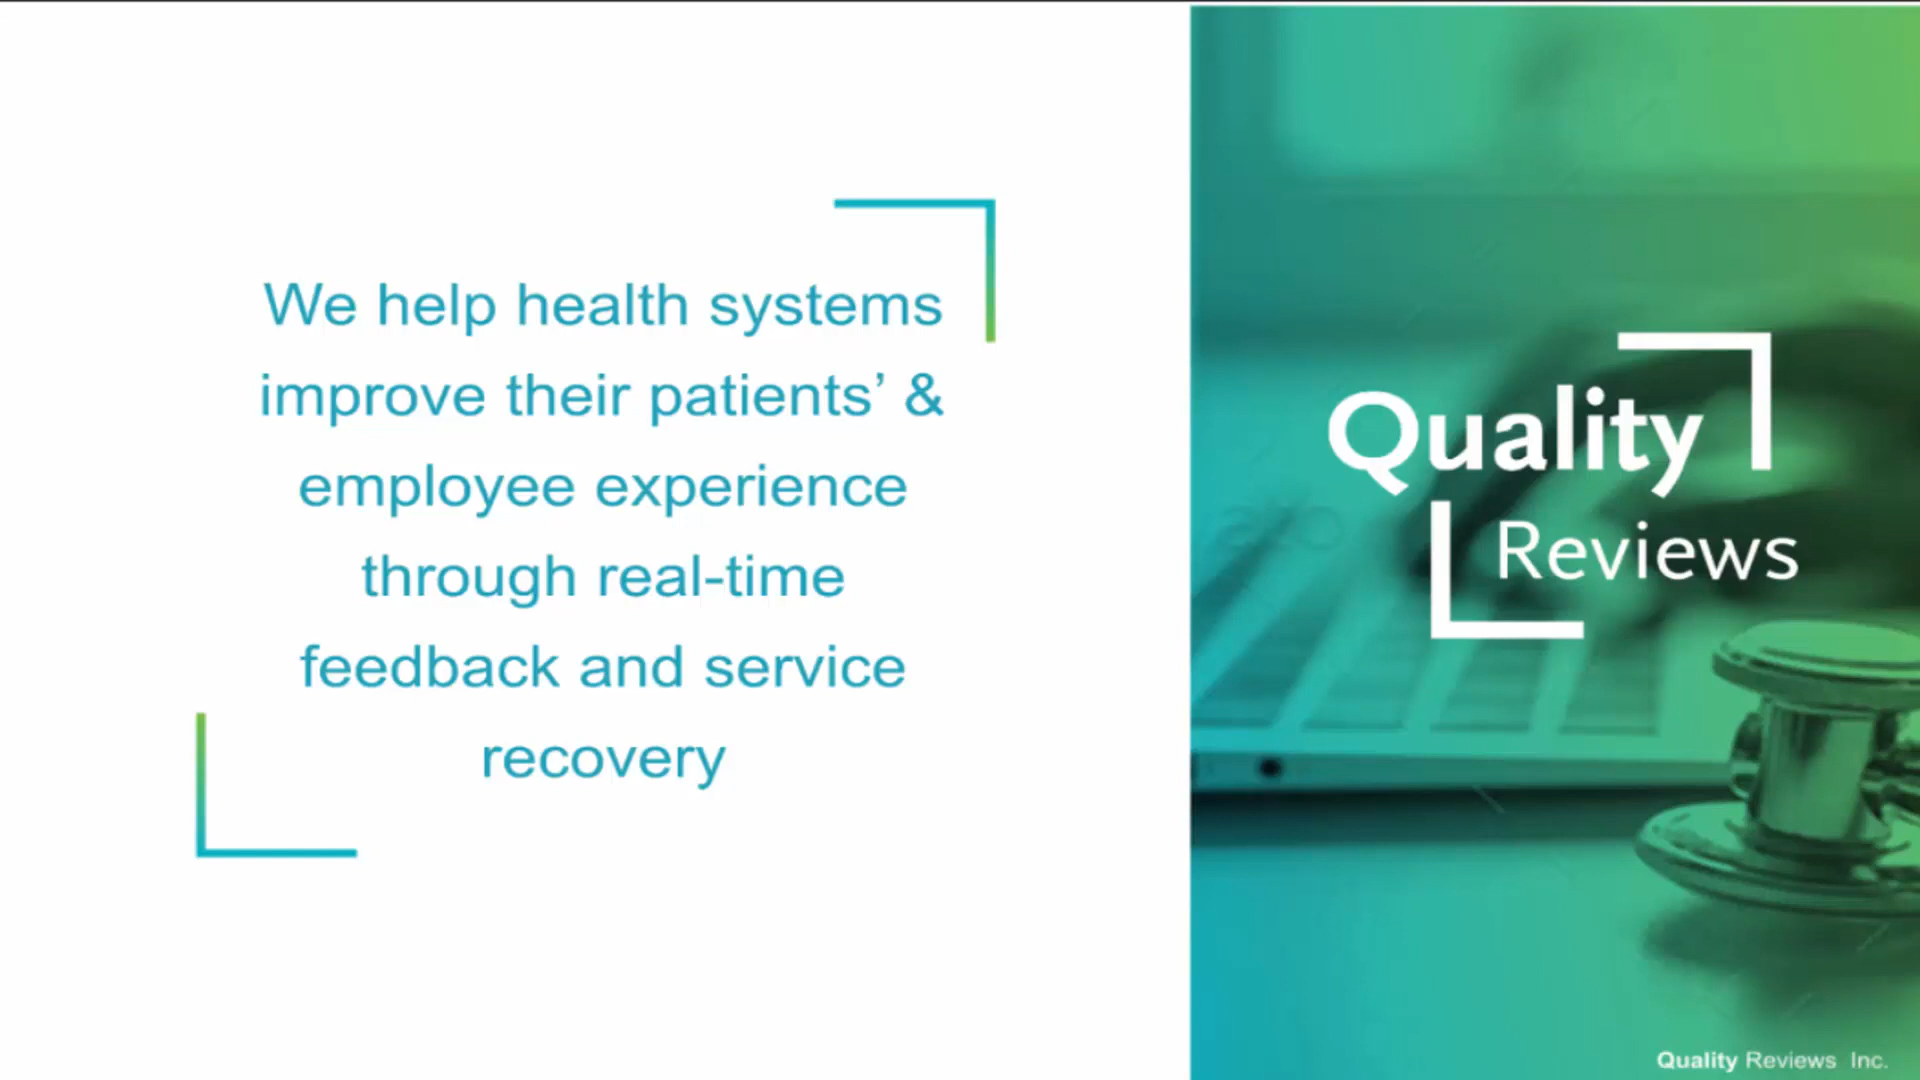 We help health systems
improve their patients’ &
employee experience
through real-time
feedback and service
recovery
Quality
Reviews
Quality Reviews Inc.